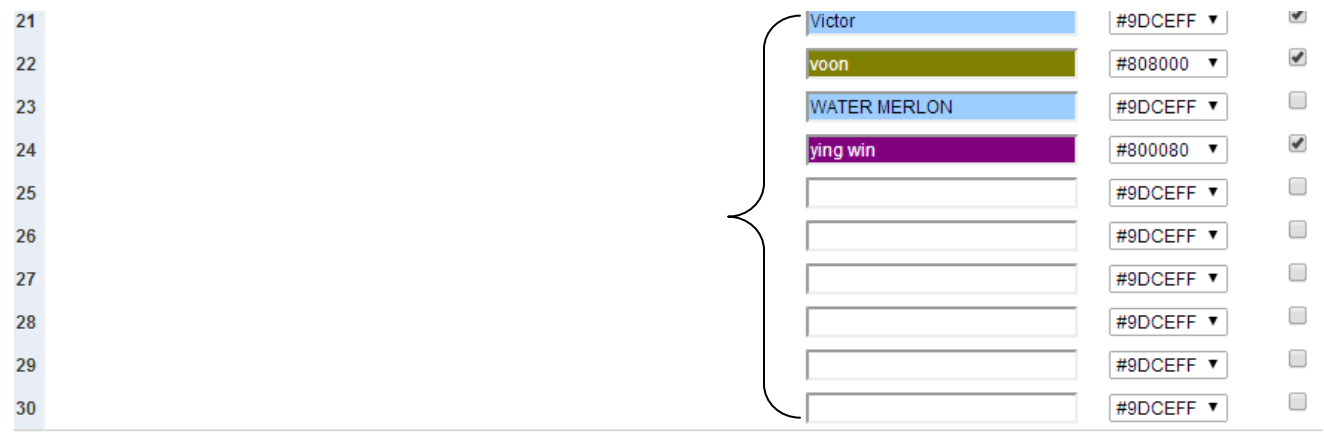 21 Victor #9DCEFF
22 voon #808000
23 WATER MERLON #9DCEFF
24 ying win #800080
25 #9DCEFF
26 #9DCEFF
27 #9DCEFF
28 #9DCEFF
29 #9DCEFF
30 #9DCEFF